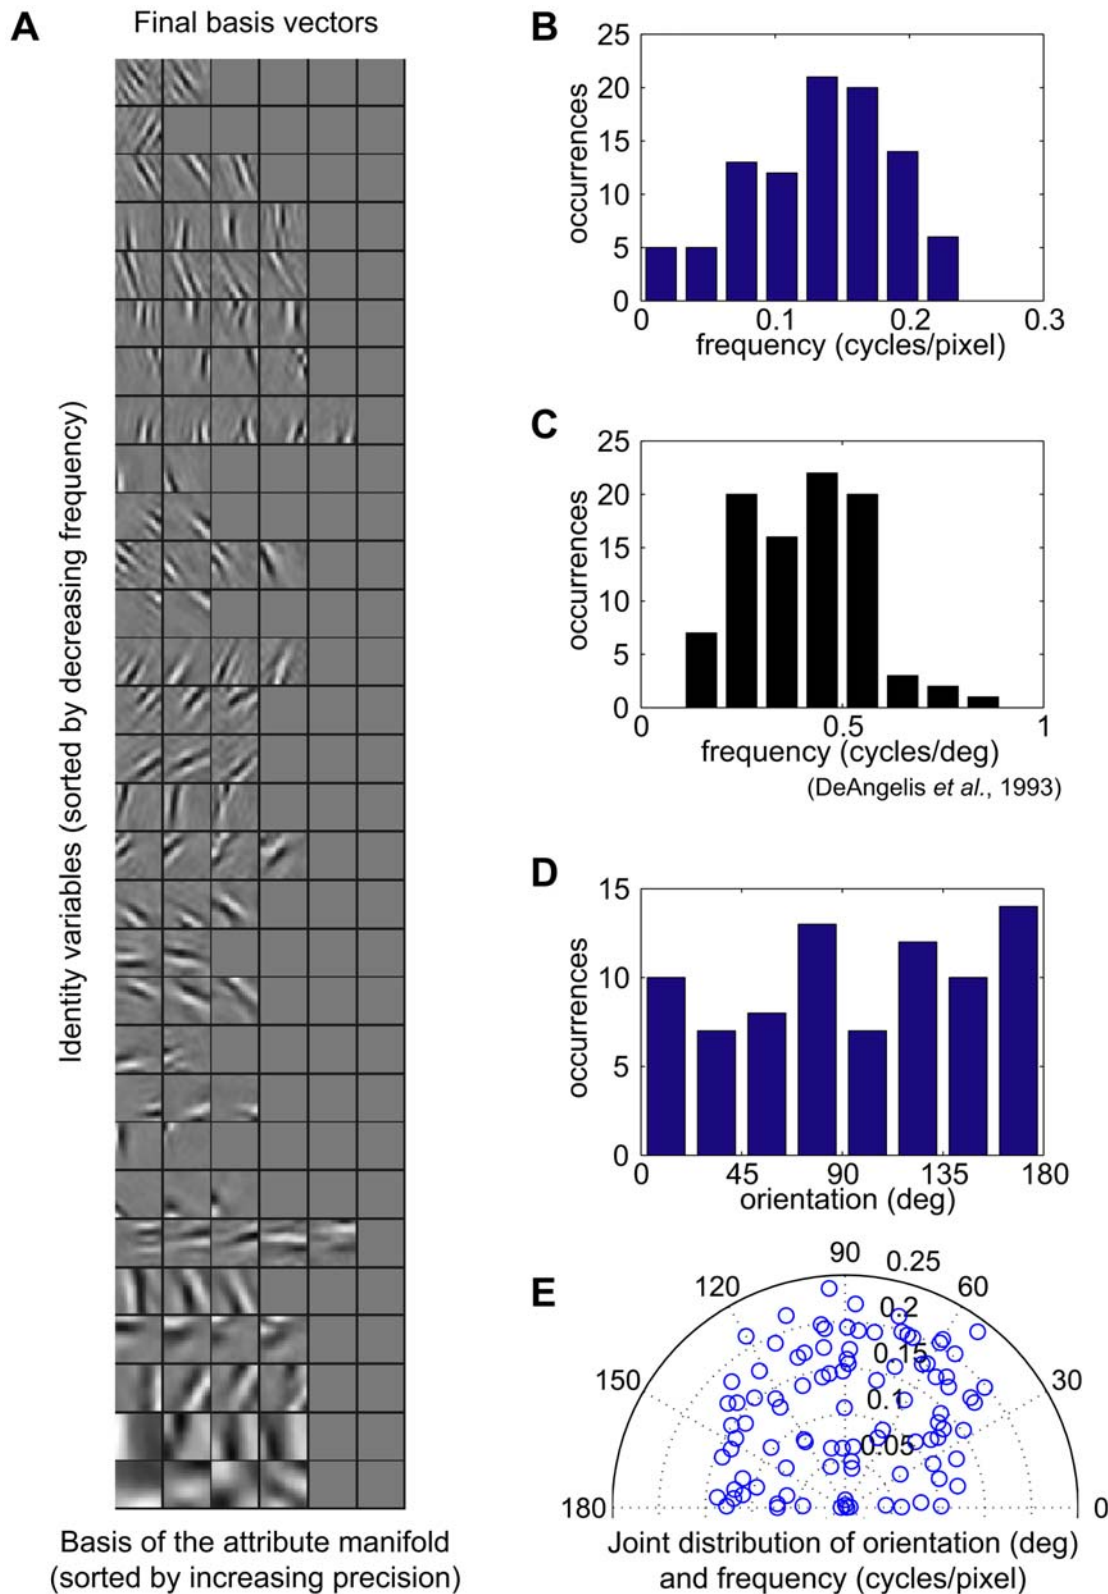 A
Final basis vectors
Identity variables (sorted by decreasing frequency)
Basis of the attribute manifold
(sorted by increasing precision)
B
25
20
15
10
5
0
occurrences
0 0.1 0.2 0.3
frequency (cycles/pixel)
C
25
20
15
10
5
0
occurrences
0 0.5 1
frequency (cycles/deg)
(DeAngelis et al., 1993)
D
15
10
5
0
occurrences
0 45 90 135 180
orientation (deg)
E
90 0.25
120 60
0.2
0.15
150 30
0.1
0.05
180 0
Joint distribution of orientation (deg)
and frequency (cycles/pixel)